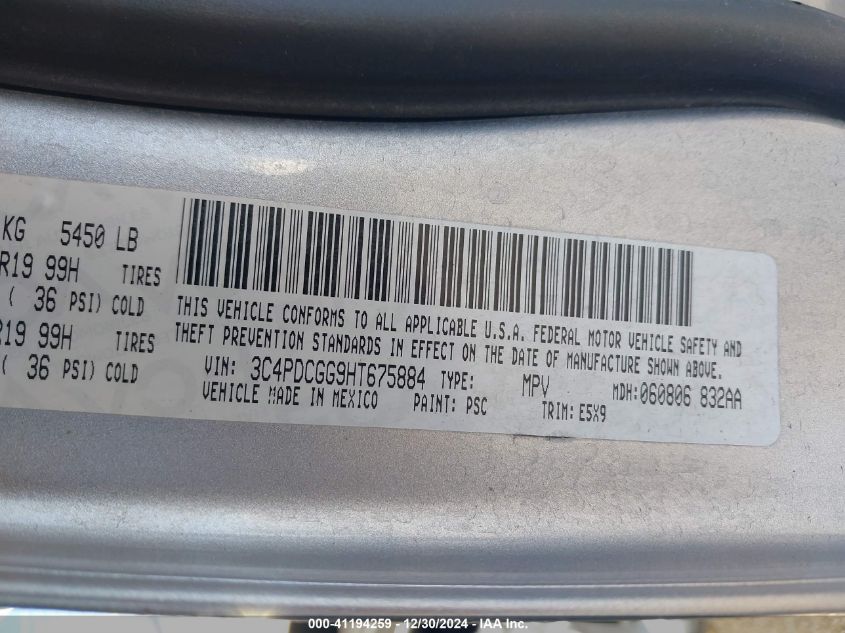 KG 5450 LB
R19 99H TIRES
( 36 PSI) COLD
R19 99H TIRES
( 36 PSI) COLD
THIS VEHICLE CONFORMS TO ALL APPLICABLE U.S.A. FEDERAL MOTOR VEHICLE SAFETY AND
THEFT PREVENTION STANDARDS IN EFFECT ON THE DATE OF MANUFACTURE SHOWN ABOVE.
VIN: 3C4PDCGG9HT675884 TYPE: MPV MDH:060806 832AA
VEHICLE MADE IN MEXICO PAINT: PSC TRIM: E5X9
000-41194259 - 12/30/2024 - IAA Inc.